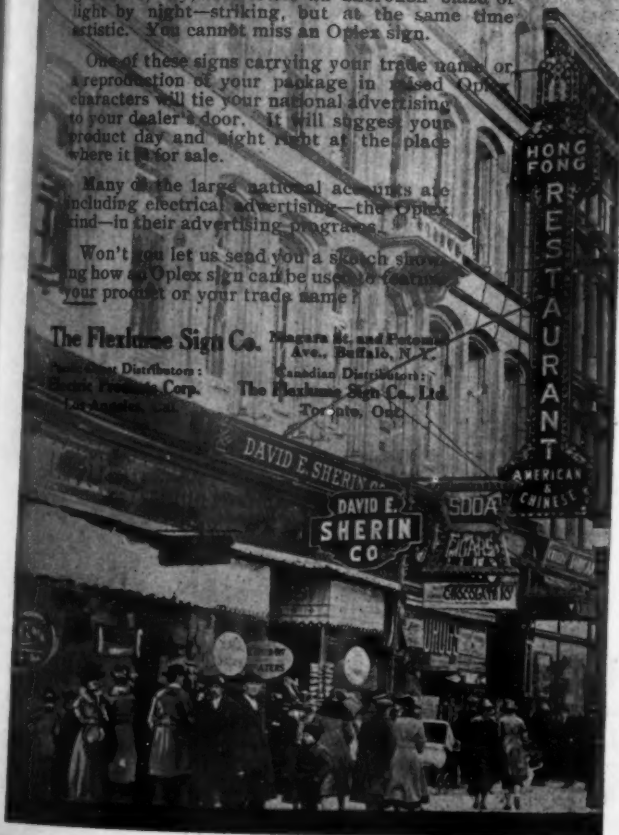 light by night—striking, but at the same time
artistic. You cannot miss an Oplex sign.
One of these signs carrying your trade name or
a reproduction of your package in raised Oplex
characters will tie your national advertising
to your dealer's door. It will suggest your
product day and night right at the place
where it is for sale.
Many of the large national accounts are
including electrical advertising—the Oplex
kind—in their advertising programs.
Won't you let us send you a sketch show-
ing how an Oplex sign can be used to feature
your product or your trade name?
The Flexlume Sign Co. Niagara St. and Potomac
Ave., Buffalo, N.Y.
Pacific Coast Distributors:
Electric Products Corp.
Los Angeles, Cal.
Canadian Distributors:
The Flexlume Sign Co., Ltd.
Toronto, Ont.
HONG
FONG
RESTAURANT
AMERICAN
&
CHINESE
DAVID E. SHERIN CO
DAVID E.
SHERIN
CO
SODA
CIGARS
CHOCOLATE
DRUGS